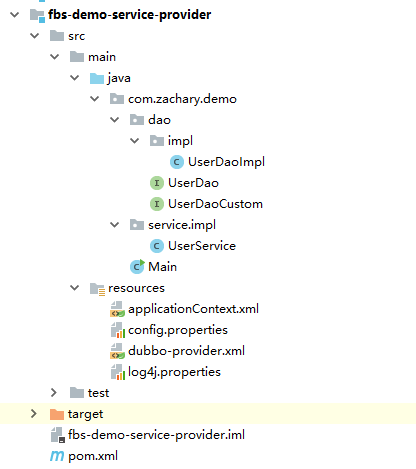 fbs-demo-service-provider
src
main
java
com.zachary.demo
dao
impl
C UserDaoImpl
I UserDao
I UserDaoCustom
service.impl
C UserService
C Main
resources
applicationContext.xml
config.properties
dubbo-provider.xml
log4j.properties
test
target
fbs-demo-service-provider.iml
m pom.xml